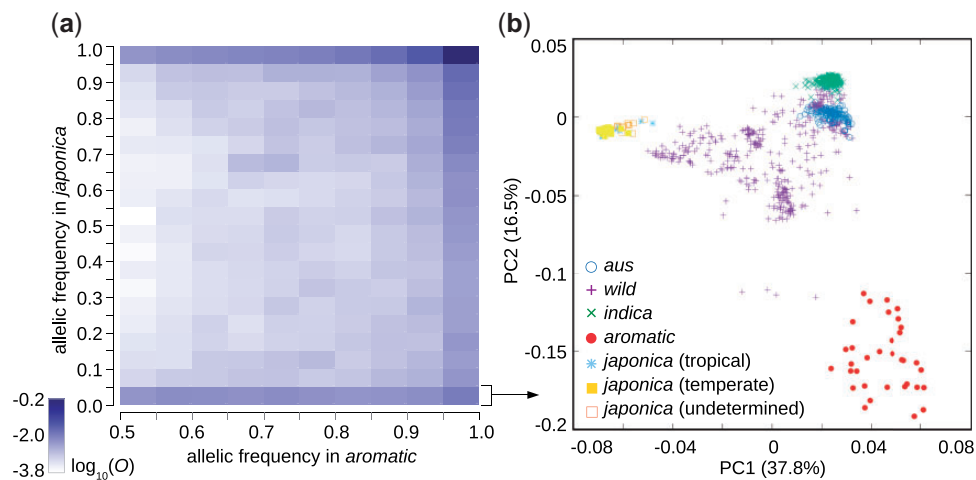 (a)
allelic frequency in japonica
1.0
0.9
0.8
0.7
0.6
0.5
0.4
0.3
0.2
0.1
0.0
0.5
0.6
0.7
0.8
0.9
1.0
allelic frequency in aromatic
-0.2
-2.0
-3.8
log10(O)
(b)
PC2 (16.5%)
0.05
0
-0.05
-0.1
-0.15
-0.2
aus
wild
indica
aromatic
japonica (tropical)
japonica (temperate)
japonica (undetermined)
-0.08
-0.04
0
0.04
0.08
PC1 (37.8%)